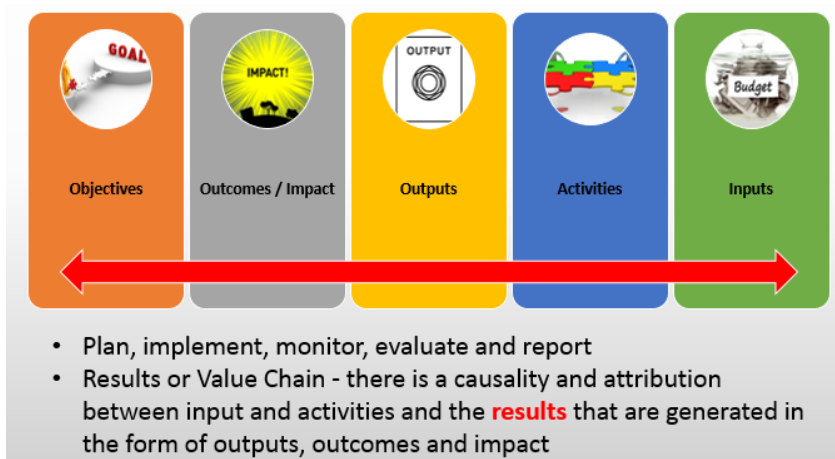 GOAL
IMPACT!
OUTPUT
Budget
Objectives
Outcomes / Impact
Outputs
Activities
Inputs
• Plan, implement, monitor, evaluate and report
• Results or Value Chain - there is a causality and attribution
between input and activities and the results that are generated in
the form of outputs, outcomes and impact